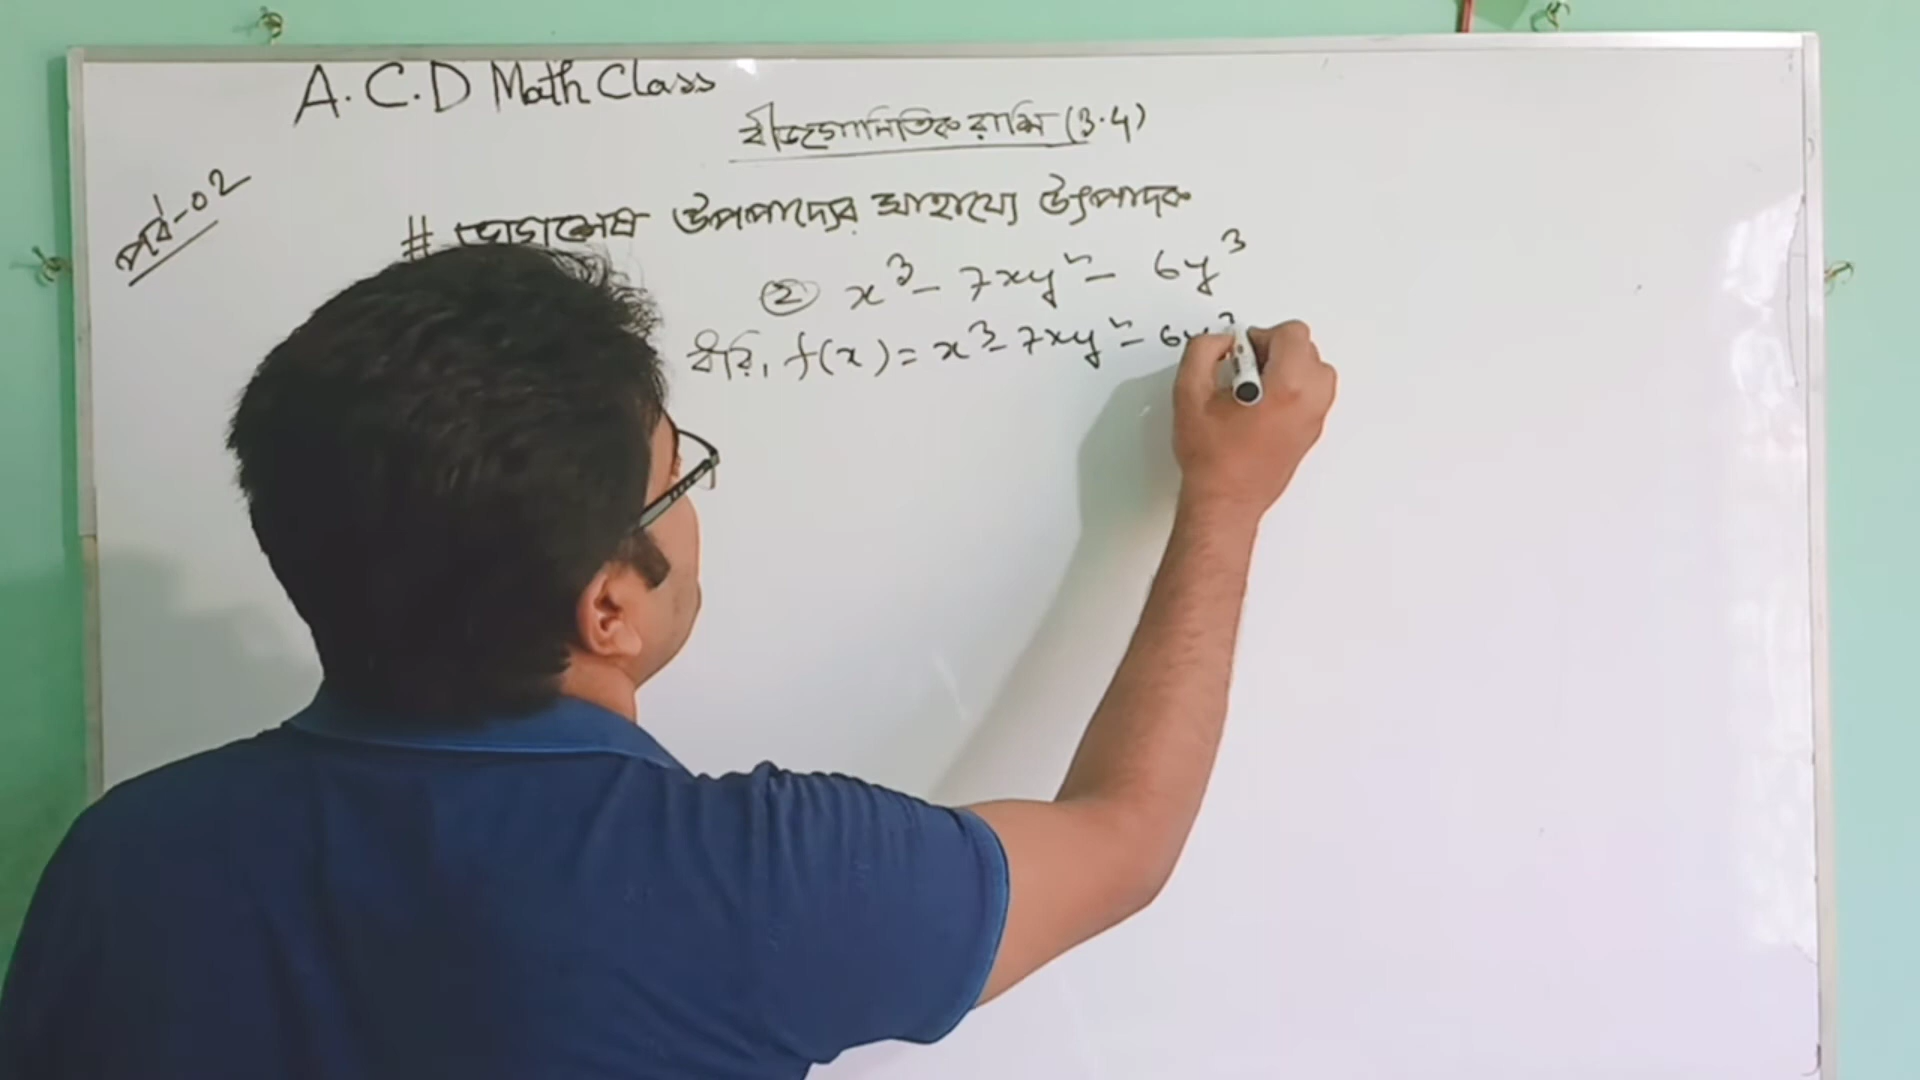 A.C.D Math Class
বীজগানিতিক রাশি (3.4)
পর্ব-02
# ভাগশেষ উপপাদ্যের সাহায্যে উৎপাদক
② x³ - 7xy² - 6y³
ধরি, f(x) = x³ - 7xy² - 6y³